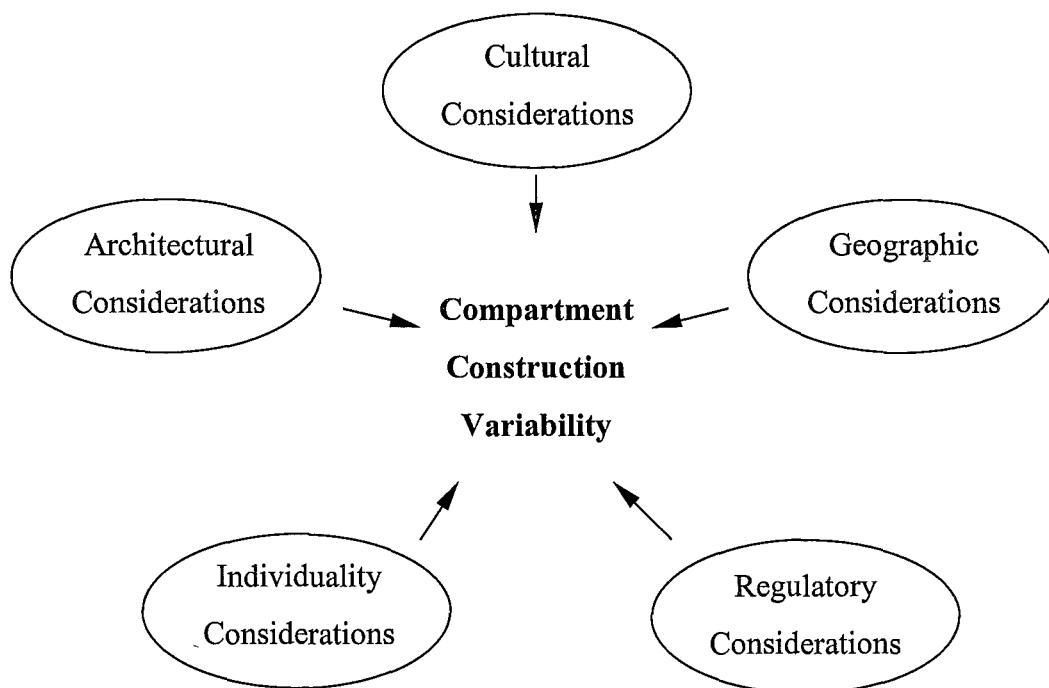 Cultural
Considerations
Architectural
Considerations
Geographic
Considerations
Compartment
Construction
Variability
Individuality
Considerations
Regulatory
Considerations